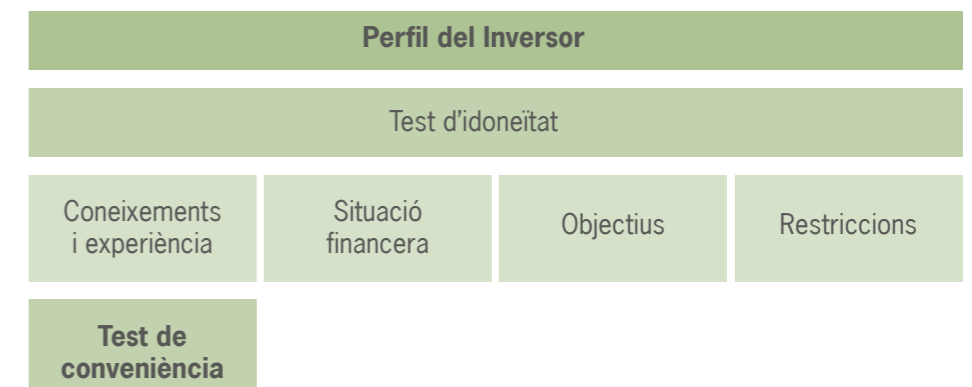 Perfil del Inversor
Test d'idoneïtat
Coneixements
i experiència
Situació
financera
Objectius
Restriccions
Test de
conveniència